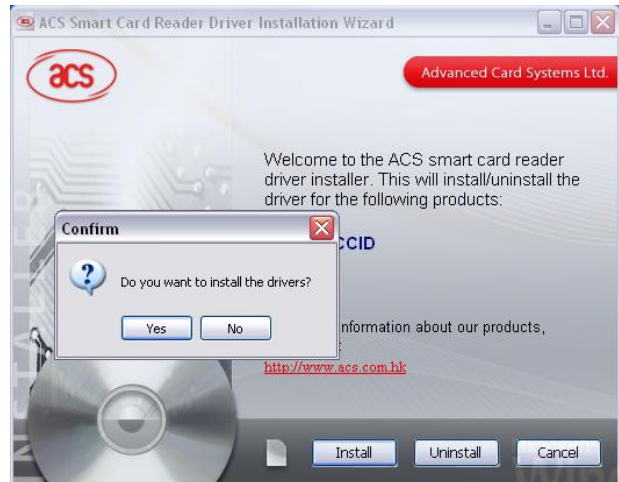 ACS Smart Card Reader Driver Installation Wizard
acs
Advanced Card Systems Ltd.
Welcome to the ACS smart card reader
driver installer. This will install/uninstall the
driver for the following products:
CCID
Confirm
Do you want to install the drivers?
Yes No
information about our products,
http://www.acs.com.hk
Install Uninstall Cancel